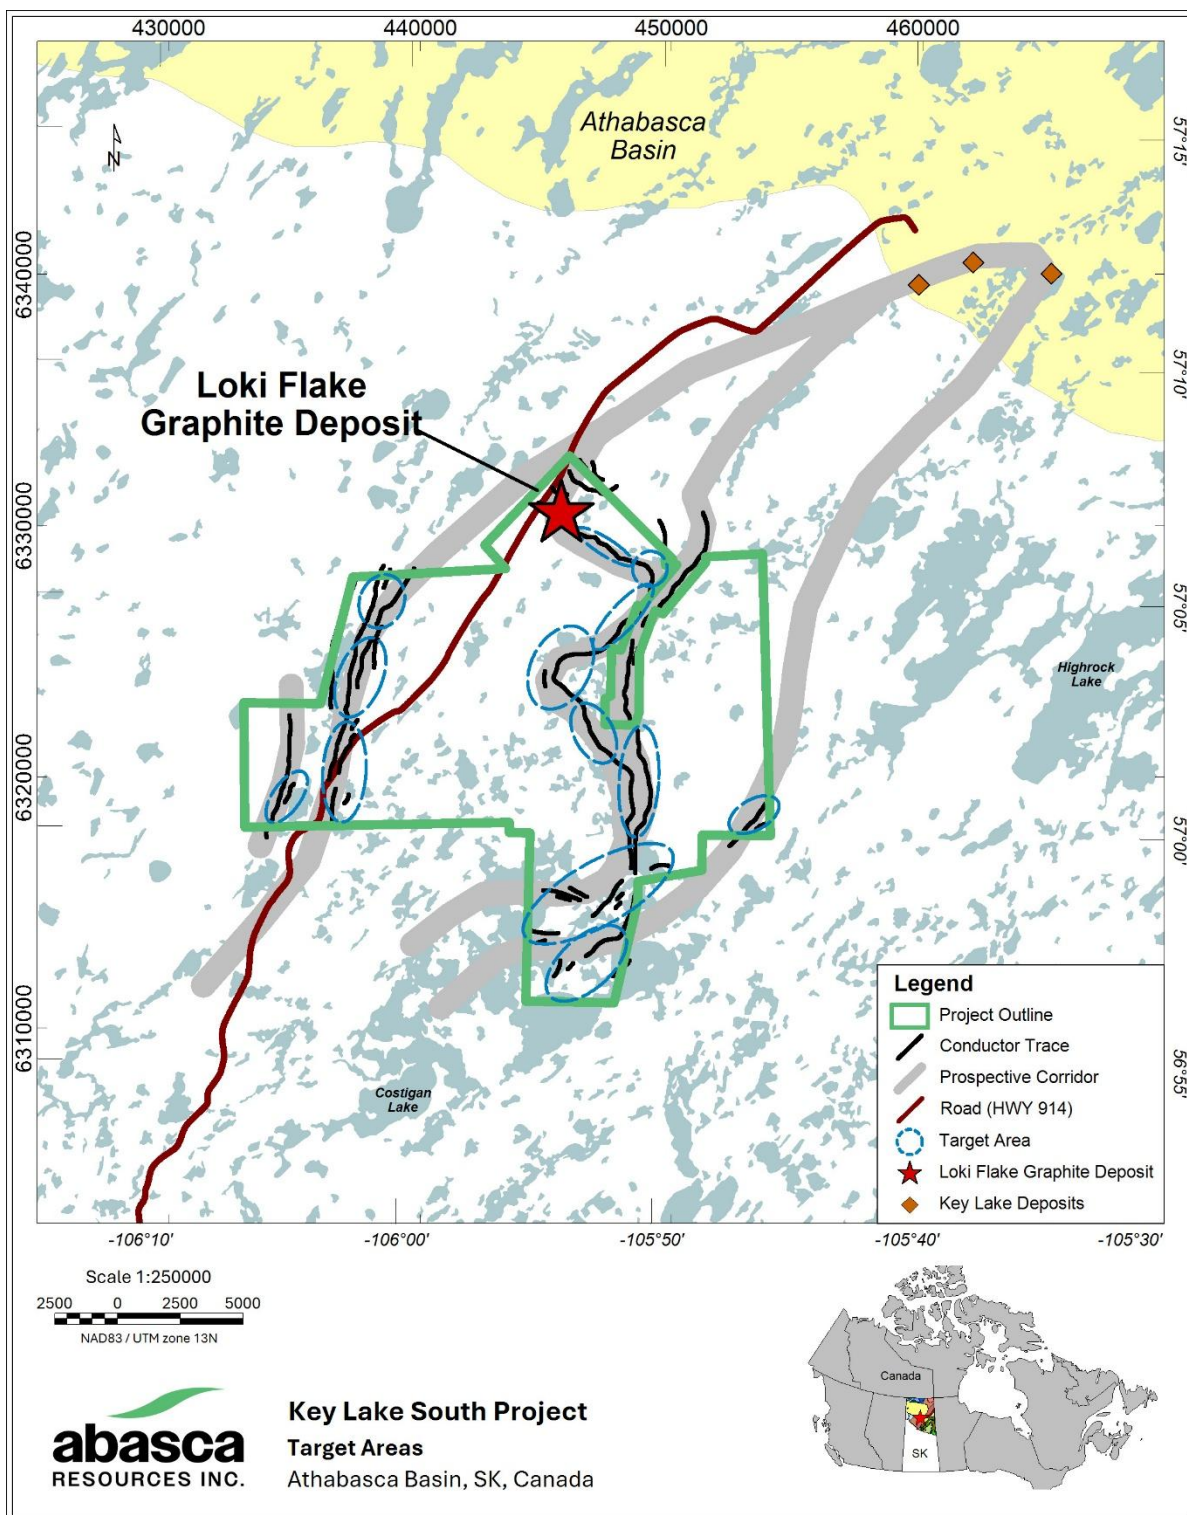 430000
440000
450000
460000
Athabasca
Basin
N
57°15'
6340000
57°10'
Loki Flake
Graphite Deposit
6330000
57°05'
Highrock
Lake
6320000
57°00'
Legend
Project Outline
Conductor Trace
Prospective Corridor
Road (HWY 914)
Target Area
Loki Flake Graphite Deposit
Key Lake Deposits
6310000
56°55'
Costigan
Lake
-106°10'
-106°00'
-105°50'
-105°40'
-105°30'
Scale 1:250000
2500 0 2500 5000
NAD83 / UTM zone 13N
Canada
SK
abasca
RESOURCES INC.
Key Lake South Project
Target Areas
Athabasca Basin, SK, Canada